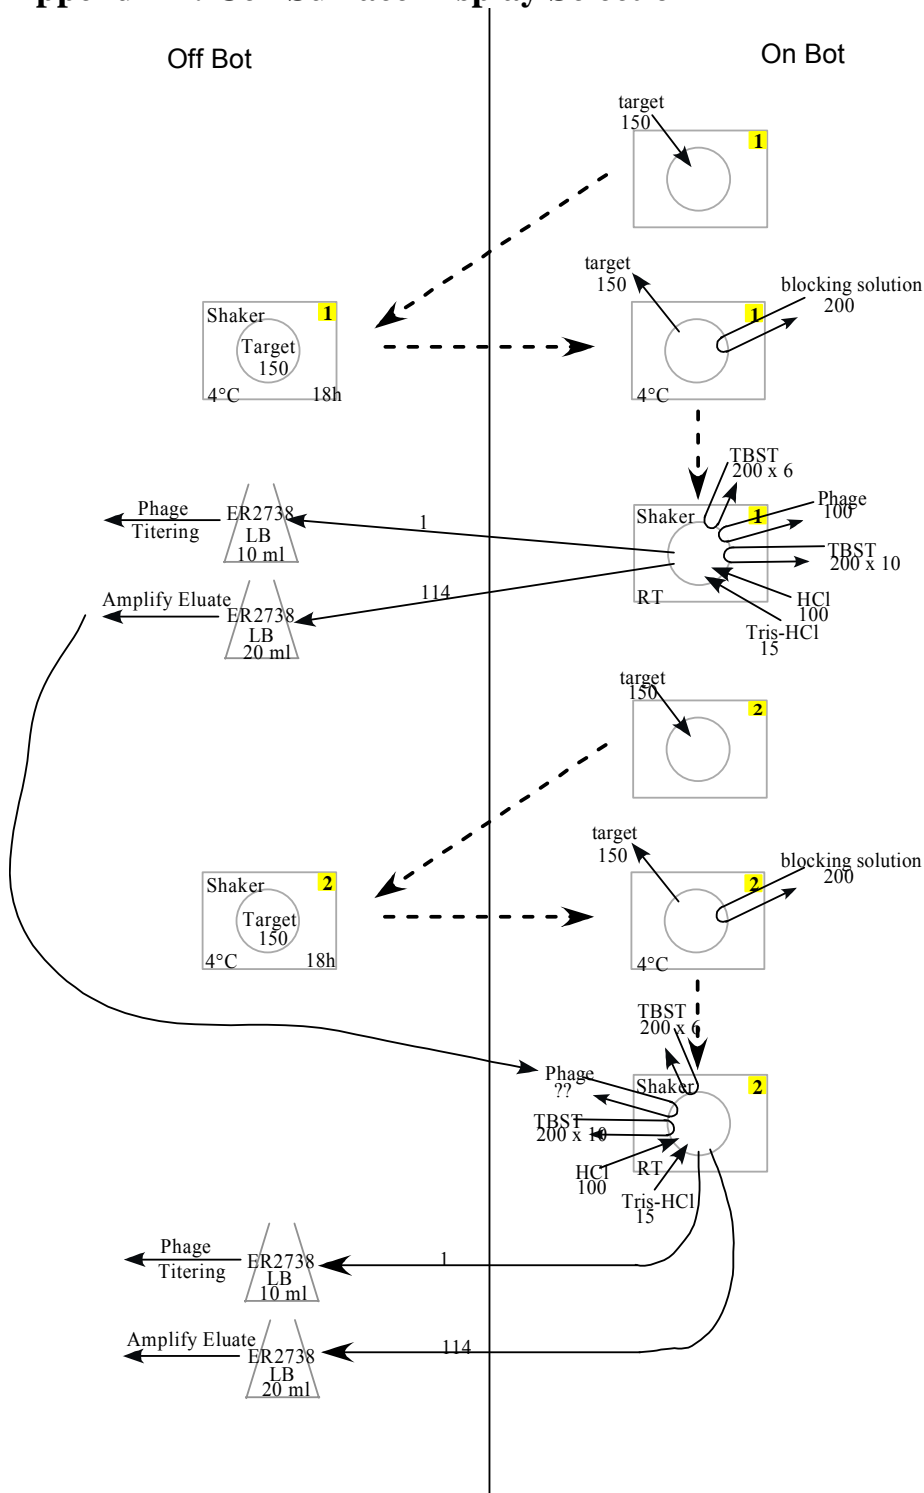 Off Bot
On Bot
target
150
1
target
150
blocking solution
200
1
4°C
Shaker
1
Target
150
4°C
18h
TBST
200 x 6
Phage
100
Shaker
1
TBST
200 x 10
RT
HCl
100
Tris-HCl
15
1
114
Phage
Titering
ER2738
LB
10 ml
Amplify Eluate
ER2738
LB
20 ml
target
150
2
target
150
blocking solution
200
2
4°C
Shaker
2
Target
150
4°C
18h
TBST
200 x 6
Phage
??
Shaker
2
TBST
200 x 10
HCl
100
RT
Tris-HCl
15
Phage
Titering
ER2738
LB
10 ml
1
Amplify Eluate
ER2738
LB
20 ml
114